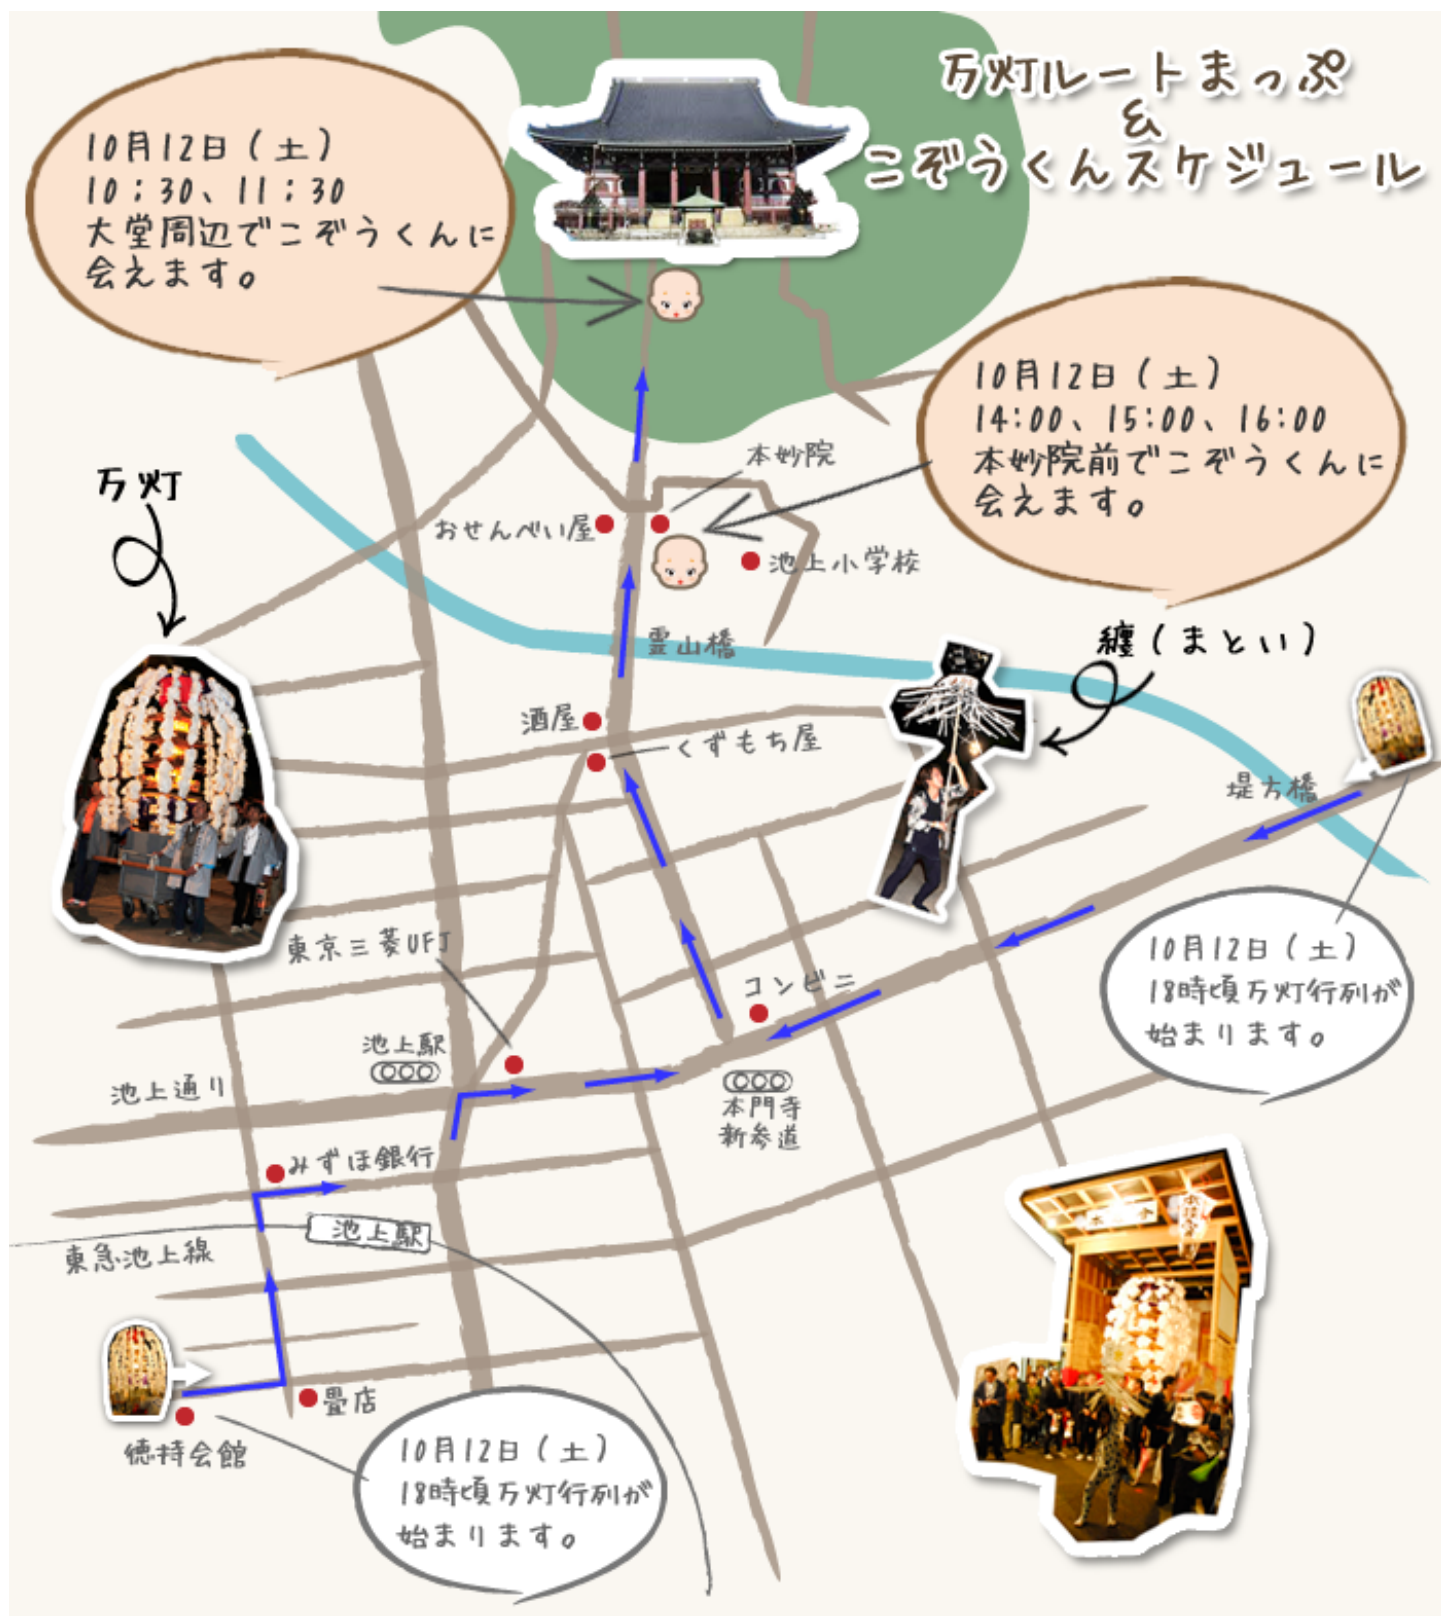 万灯ルートまっぷ
&
こぞうくんスケジュール
10月12日(土)
10:30、11:30
大堂周辺でこぞうくんに
会えます。
10月12日(土)
14:00、15:00、16:00
本妙院前でこぞうくんに
会えます。
本妙院
万灯
おせんべい屋
池上小学校
霊山橋
纏(まとい)
酒屋
くずもち屋
堤方橋
東京三菱UFJ
コンビニ
10月12日(土)
18時頃万灯行列が
始まります。
池上駅
池上通り
本門寺
新参道
みずほ銀行
池上駅
東急池上線
畳店
徳持会館
10月12日(土)
18時頃万灯行列が
始まります。